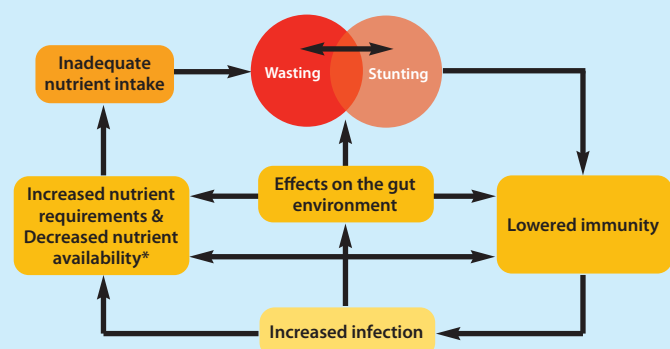 Inadequate
nutrient intake
Wasting
Stunting
Increased nutrient
requirements &
Decreased nutrient
availability*
Effects on the gut
environment
Lowered immunity
Increased infection